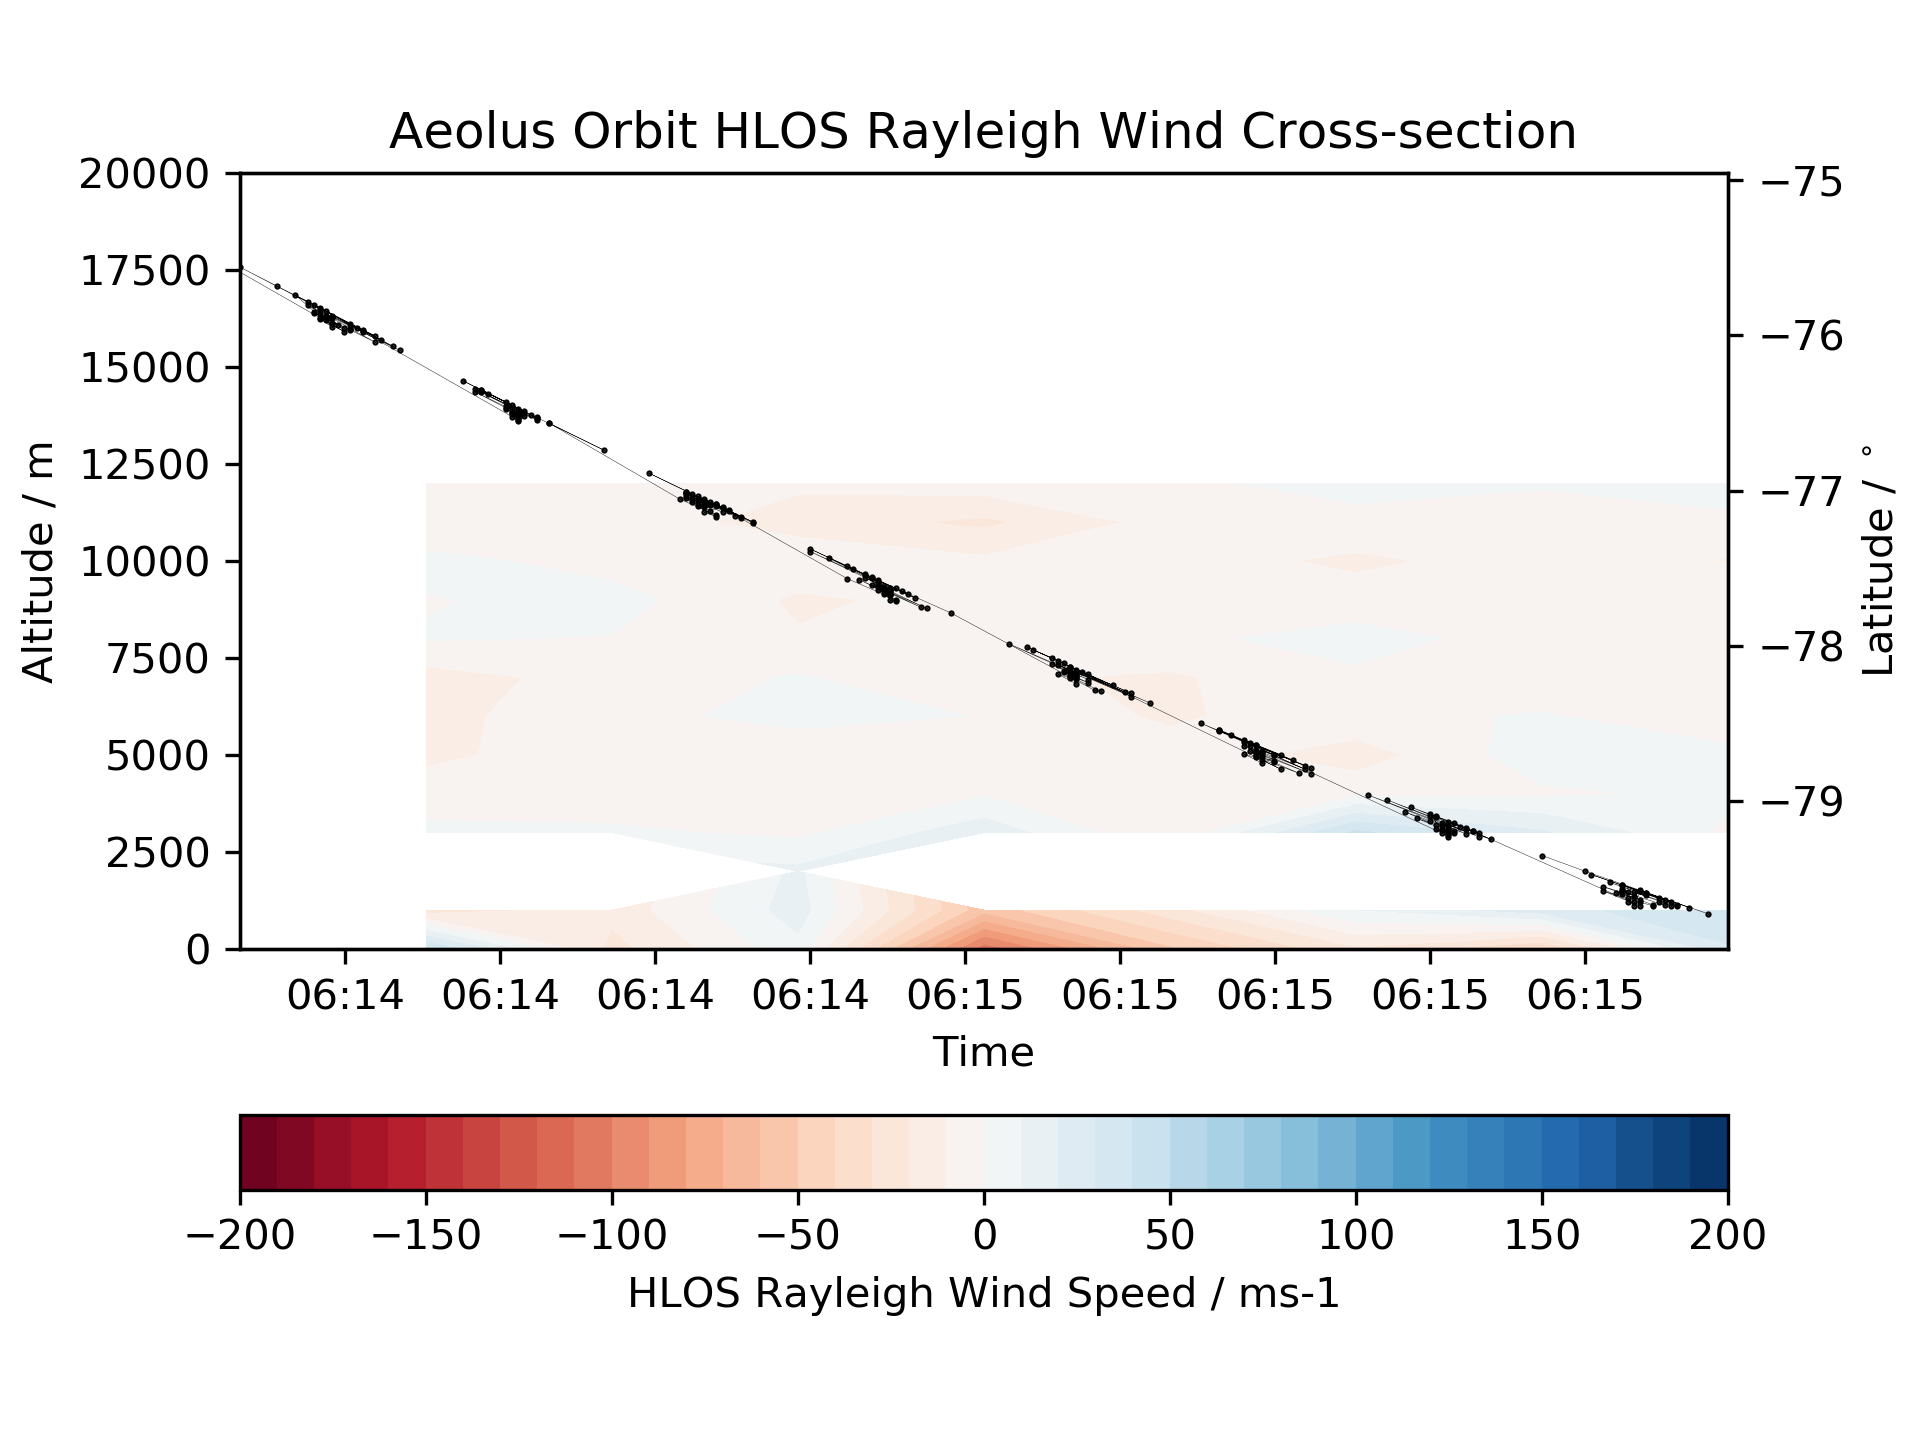 Aeolus Orbit HLOS Rayleigh Wind Cross-section
20000
17500
15000
12500
10000
7500
5000
2500
0
Altitude / m
−75
−76
−77
−78
−79
Latitude / °
06:14 06:14 06:14 06:14 06:15 06:15 06:15 06:15 06:15
Time
−200 −150 −100 −50 0 50 100 150 200
HLOS Rayleigh Wind Speed / ms-1